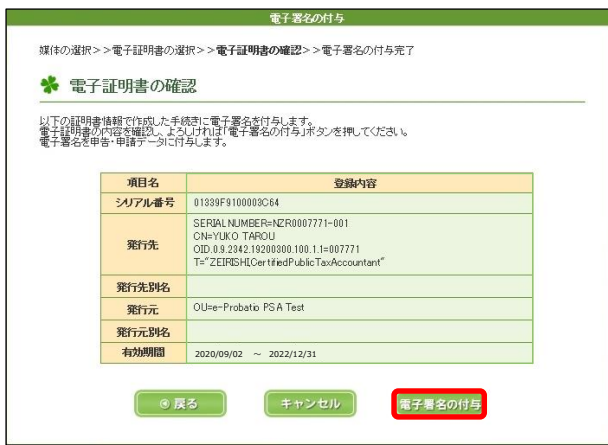 電子署名の付与
媒体の選択>>電子証明書の選択>>電子証明書の確認>>電子署名の付与完了
電子証明書の確認
以下の証明書情報で作成した手続きに電子署名を付与します。
電子証明書の内容を確認し、よろしければ「電子署名の付与」ボタンを押してください。
電子署名を申告・申請データに付与します。
項目名 登録内容
シリアル番号 01339F9100003C64
発行先 SERIALNUMBER=NZR0007771-001
CN=YUKO TAROU
OID.0.9.2342.19200300.100.1.1=007771
T="ZEIRISHI,CertifiedPublicTaxAccountant"
発行先別名
発行元 OU=e-Probatio PSA Test
発行元別名
有効期間 2020/09/02 ～ 2022/12/31
戻る キャンセル 電子署名の付与